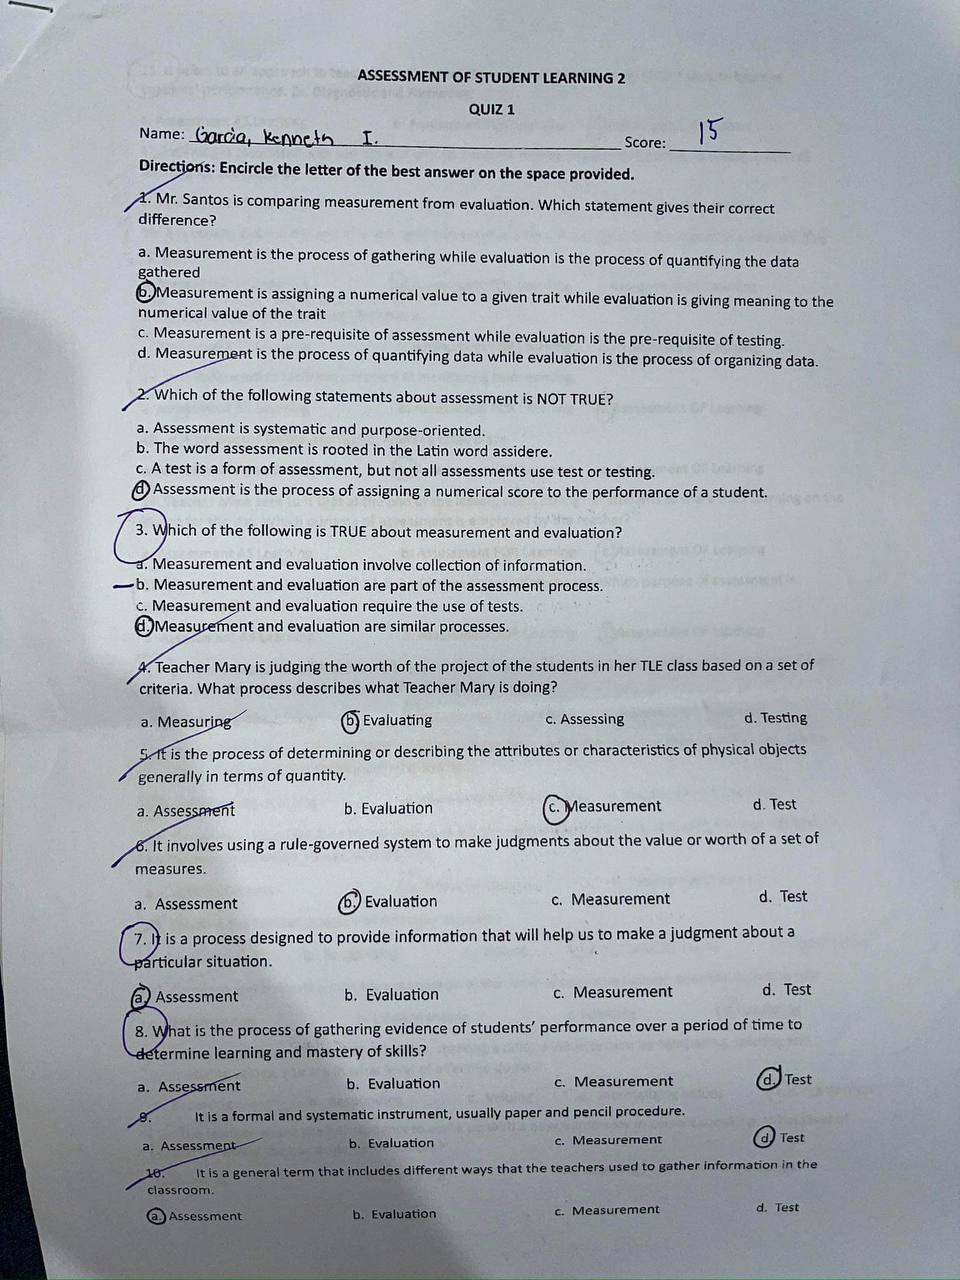 ASSESSMENT OF STUDENT LEARNING 2
QUIZ 1
Name: Garcia, Kenneth I. Score: 15
Directions: Encircle the letter of the best answer on the space provided.
1. Mr. Santos is comparing measurement from evaluation. Which statement gives their correct
difference?
a. Measurement is the process of gathering while evaluation is the process of quantifying the data
gathered
b. Measurement is assigning a numerical value to a given trait while evaluation is giving meaning to the
numerical value of the trait
c. Measurement is a pre-requisite of assessment while evaluation is the pre-requisite of testing.
d. Measurement is the process of quantifying data while evaluation is the process of organizing data.
2. Which of the following statements about assessment is NOT TRUE?
a. Assessment is systematic and purpose-oriented.
b. The word assessment is rooted in the Latin word assidere.
c. A test is a form of assessment, but not all assessments use test or testing.
d Assessment is the process of assigning a numerical score to the performance of a student.
3. Which of the following is TRUE about measurement and evaluation?
a. Measurement and evaluation involve collection of information.
b. Measurement and evaluation are part of the assessment process.
c. Measurement and evaluation require the use of tests.
d. Measurement and evaluation are similar processes.
4. Teacher Mary is judging the worth of the project of the students in her TLE class based on a set of
criteria. What process describes what Teacher Mary is doing?
a. Measuring b Evaluating c. Assessing d. Testing
5. It is the process of determining or describing the attributes or characteristics of physical objects
generally in terms of quantity.
a. Assessment b. Evaluation c. Measurement d. Test
6. It involves using a rule-governed system to make judgments about the value or worth of a set of
measures.
a. Assessment b. Evaluation c. Measurement d. Test
7. It is a process designed to provide information that will help us to make a judgment about a
particular situation.
a. Assessment b. Evaluation c. Measurement d. Test
8. What is the process of gathering evidence of students' performance over a period of time to
determine learning and mastery of skills?
a. Assessment b. Evaluation c. Measurement d. Test
9. It is a formal and systematic instrument, usually paper and pencil procedure.
a. Assessment b. Evaluation c. Measurement d Test
10. It is a general term that includes different ways that the teachers used to gather information in the
classroom.
a. Assessment b. Evaluation c. Measurement d. Test